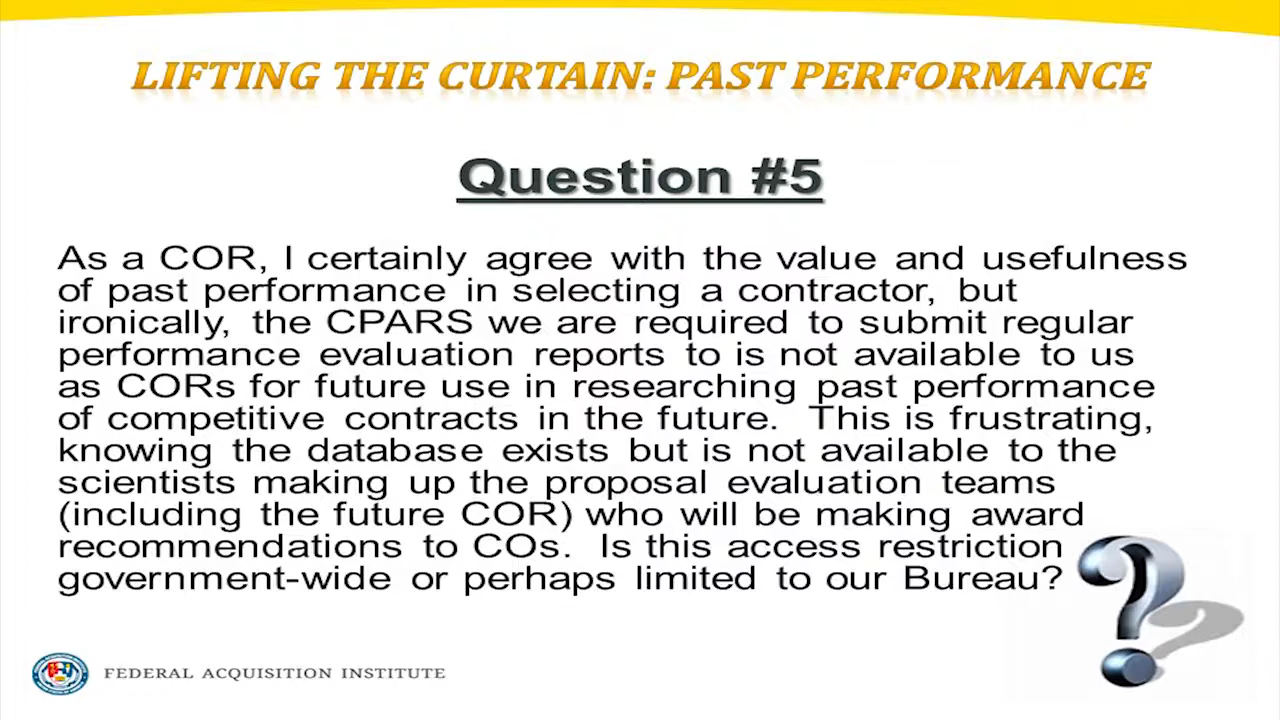 LIFTING THE CURTAIN: PAST PERFORMANCE
Question #5
As a COR, I certainly agree with the value and usefulness
of past performance in selecting a contractor, but
ironically, the CPARS we are required to submit regular
performance evaluation reports to is not available to us
as CORs for future use in researching past performance
of competitive contracts in the future.  This is frustrating,
knowing the database exists but is not available to the
scientists making up the proposal evaluation teams
(including the future COR) who will be making award
recommendations to COs.  Is this access restriction
government-wide or perhaps limited to our Bureau?
FEDERAL ACQUISITION INSTITUTE